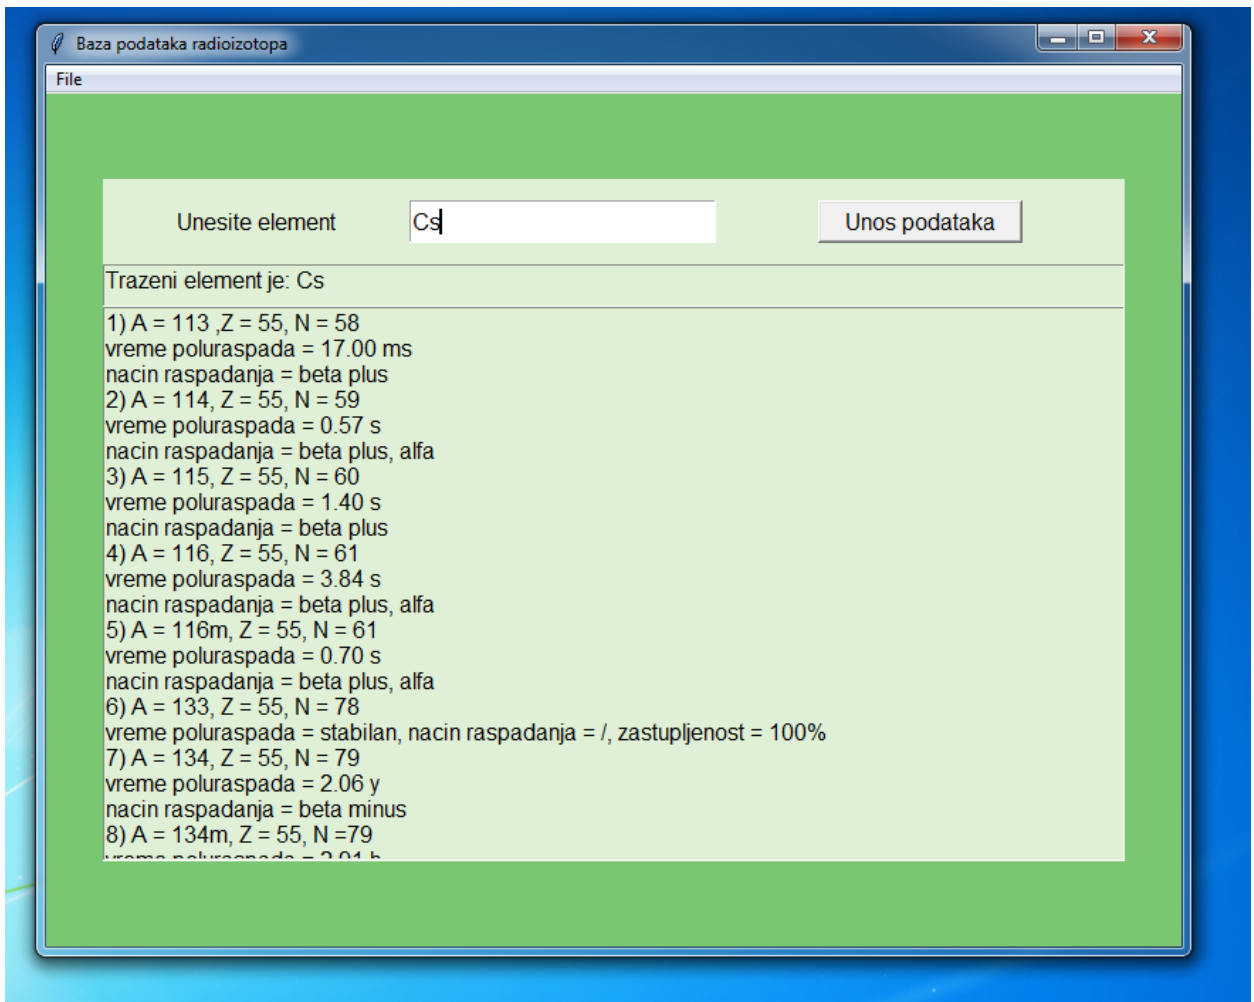 Baza podataka radioizotopa
File
Unesite element
Cs
Unos podataka
Trazeni element je: Cs
1) A = 113 ,Z = 55, N = 58
vreme poluraspada = 17.00 ms
nacin raspadanja = beta plus
2) A = 114, Z = 55, N = 59
vreme poluraspada = 0.57 s
nacin raspadanja = beta plus, alfa
3) A = 115, Z = 55, N = 60
vreme poluraspada = 1.40 s
nacin raspadanja = beta plus
4) A = 116, Z = 55, N = 61
vreme poluraspada = 3.84 s
nacin raspadanja = beta plus, alfa
5) A = 116m, Z = 55, N = 61
vreme poluraspada = 0.70 s
nacin raspadanja = beta plus, alfa
6) A = 133, Z = 55, N = 78
vreme poluraspada = stabilan, nacin raspadanja = /, zastupljenost = 100%
7) A = 134, Z = 55, N = 79
vreme poluraspada = 2.06 y
nacin raspadanja = beta minus
8) A = 134m, Z = 55, N =79
vreme poluraspada =